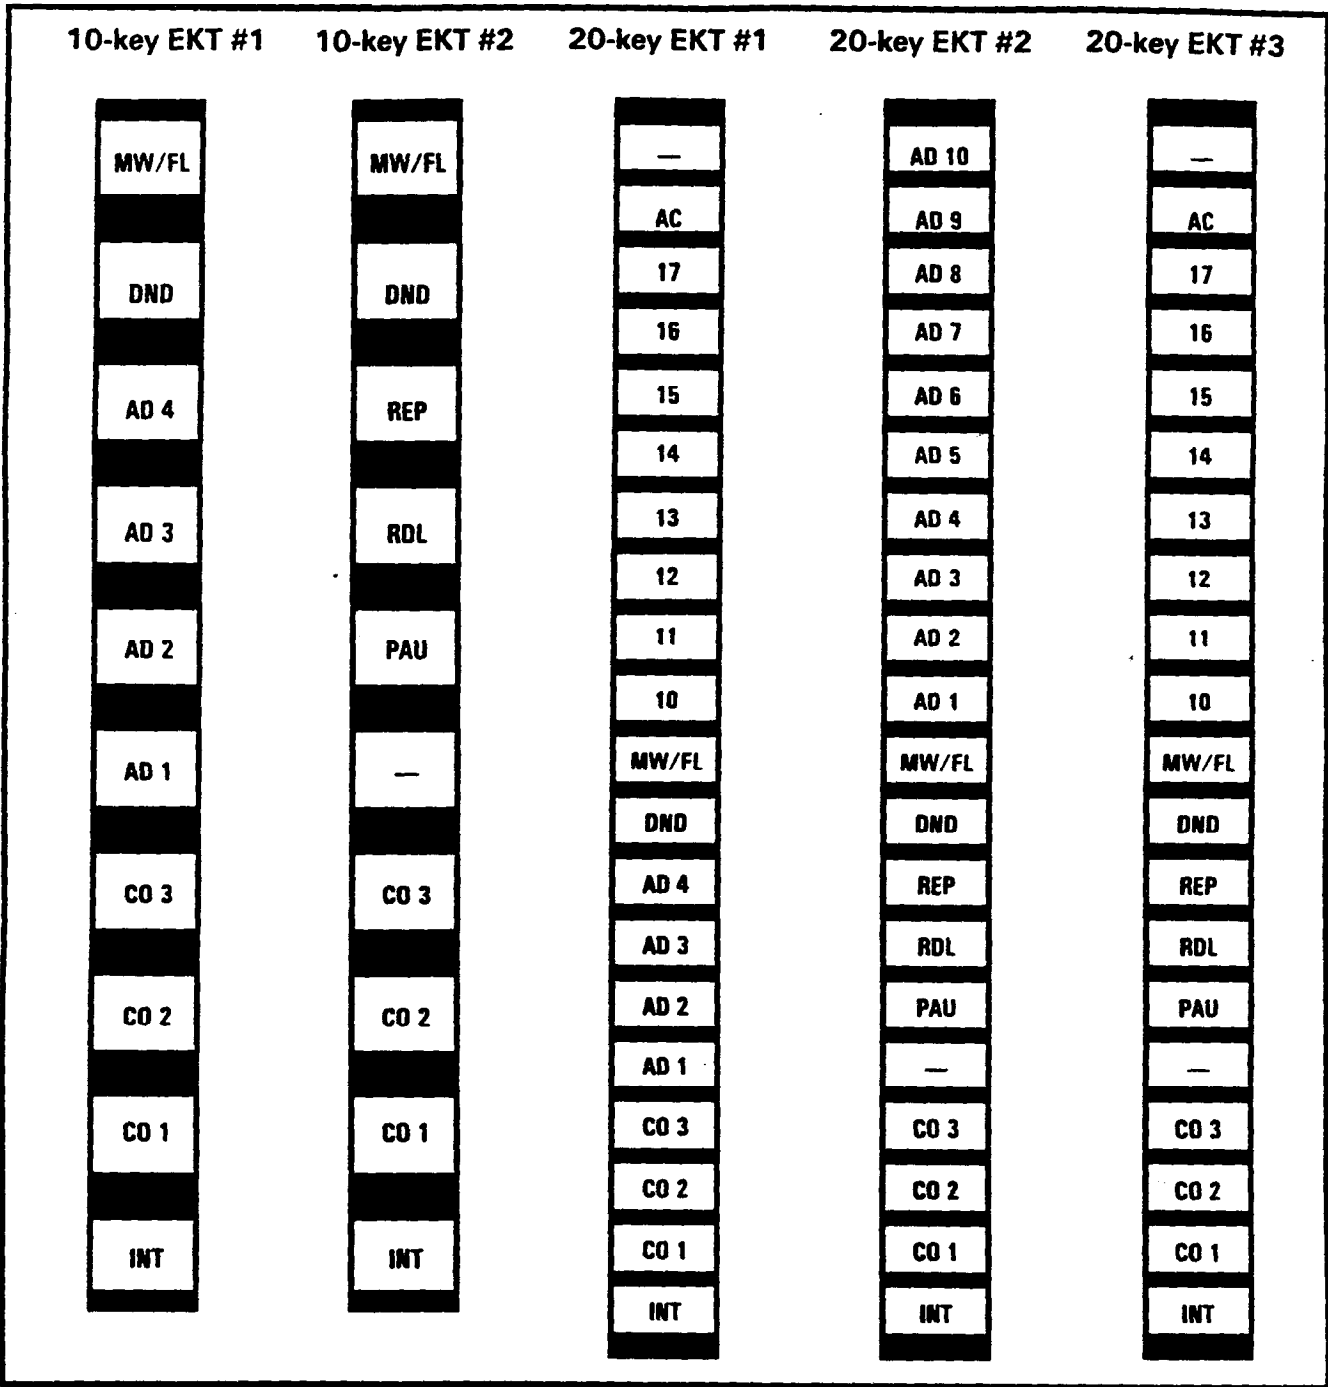 10-key EKT #1
MW/FL
DND
AD 4
AD 3
AD 2
AD 1
CO 3
CO 2
CO 1
INT
10-key EKT #2
MW/FL
DND
REP
RDL
PAU
—
CO 3
CO 2
CO 1
INT
20-key EKT #1
—
AC
17
16
15
14
13
12
11
10
MW/FL
DND
AD 4
AD 3
AD 2
AD 1
CO 3
CO 2
CO 1
INT
20-key EKT #2
AD 10
AD 9
AD 8
AD 7
AD 6
AD 5
AD 4
AD 3
AD 2
AD 1
MW/FL
DND
REP
RDL
PAU
—
CO 3
CO 2
CO 1
INT
20-key EKT #3
—
AC
17
16
15
14
13
12
11
10
MW/FL
DND
REP
RDL
PAU
—
CO 3
CO 2
CO 1
INT